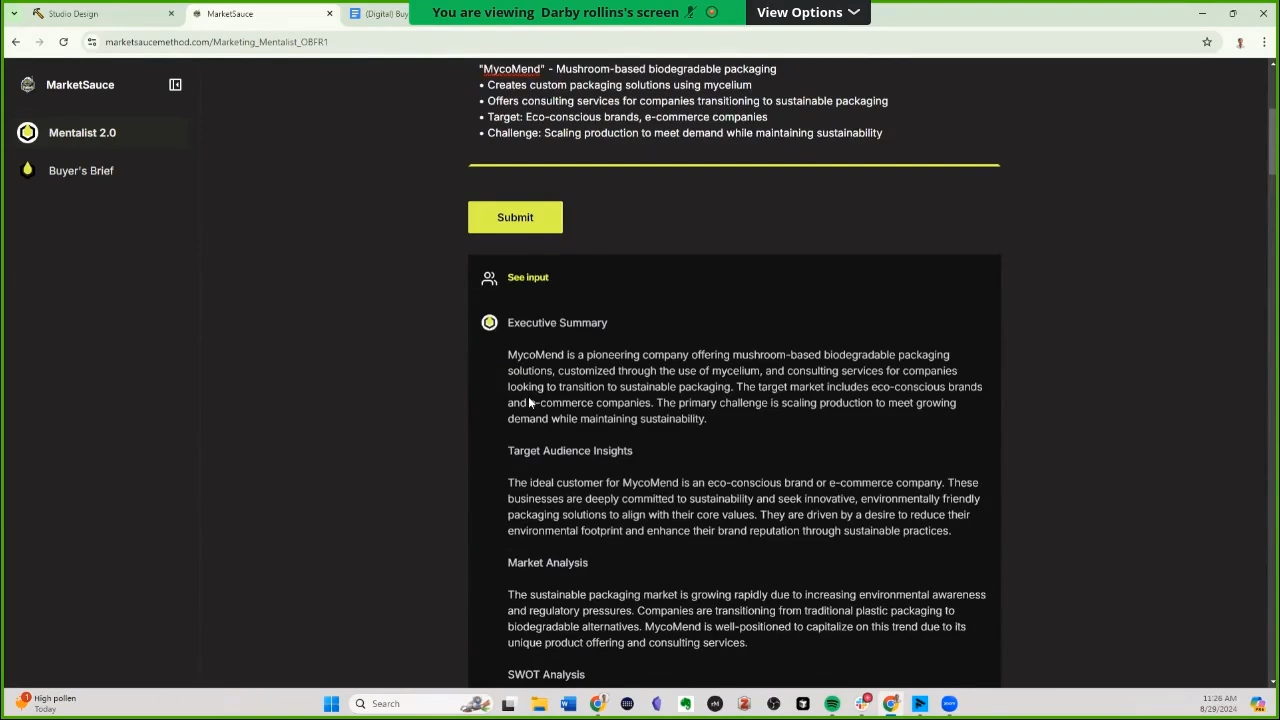 Studio Design
MarketSauce
(Digital) Buy
You are viewing Darby rollins's screen
View Options
marketsaucemethod.com/Marketing_Mentalist_OBFR1
MarketSauce
Mentalist 2.0
Buyer's Brief
"MycoMend" - Mushroom-based biodegradable packaging
• Creates custom packaging solutions using mycelium
• Offers consulting services for companies transitioning to sustainable packaging
• Target: Eco-conscious brands, e-commerce companies
• Challenge: Scaling production to meet demand while maintaining sustainability
Submit
See input
Executive Summary
MycoMend is a pioneering company offering mushroom-based biodegradable packaging
solutions, customized through the use of mycelium, and consulting services for companies
looking to transition to sustainable packaging. The target market includes eco-conscious brands
and e-commerce companies. The primary challenge is scaling production to meet growing
demand while maintaining sustainability.
Target Audience Insights
The ideal customer for MycoMend is an eco-conscious brand or e-commerce company. These
businesses are deeply committed to sustainability and seek innovative, environmentally friendly
packaging solutions to align with their core values. They are driven by a desire to reduce their
environmental footprint and enhance their brand reputation through sustainable practices.
Market Analysis
The sustainable packaging market is growing rapidly due to increasing environmental awareness
and regulatory pressures. Companies are transitioning from traditional plastic packaging to
biodegradable alternatives. MycoMend is well-positioned to capitalize on this trend due to its
unique product offering and consulting services.
SWOT Analysis
High pollen
Today
Search
11:26 AM
8/29/2024